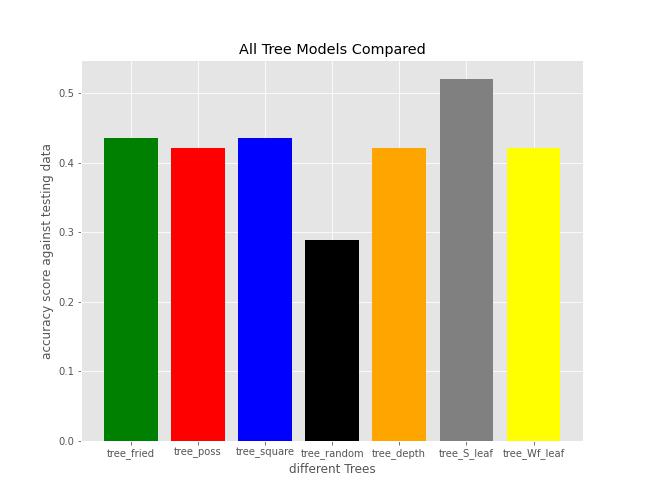 All Tree Models Compared
accuracy score against testing data
0.5
0.4
0.3
0.2
0.1
0.0
tree_fried tree_poss tree_square tree_random tree_depth tree_S_leaf tree_Wf_leaf
different Trees